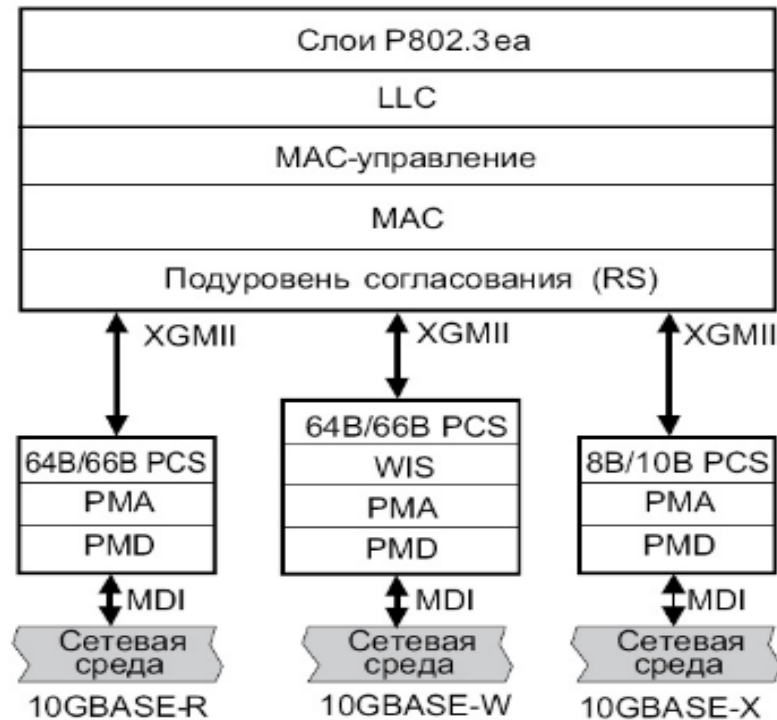 Слои P802.3ea
LLC
MAC-управление
MAC
Подуровень согласования (RS)
XGMII
XGMII
XGMII
64B/66B PCS
PMA
PMD
64B/66B PCS
WIS
PMA
PMD
8B/10B PCS
PMA
PMD
MDI
MDI
MDI
Сетевая
среда
Сетевая
среда
Сетевая
среда
10GBASE-R
10GBASE-W
10GBASE-X